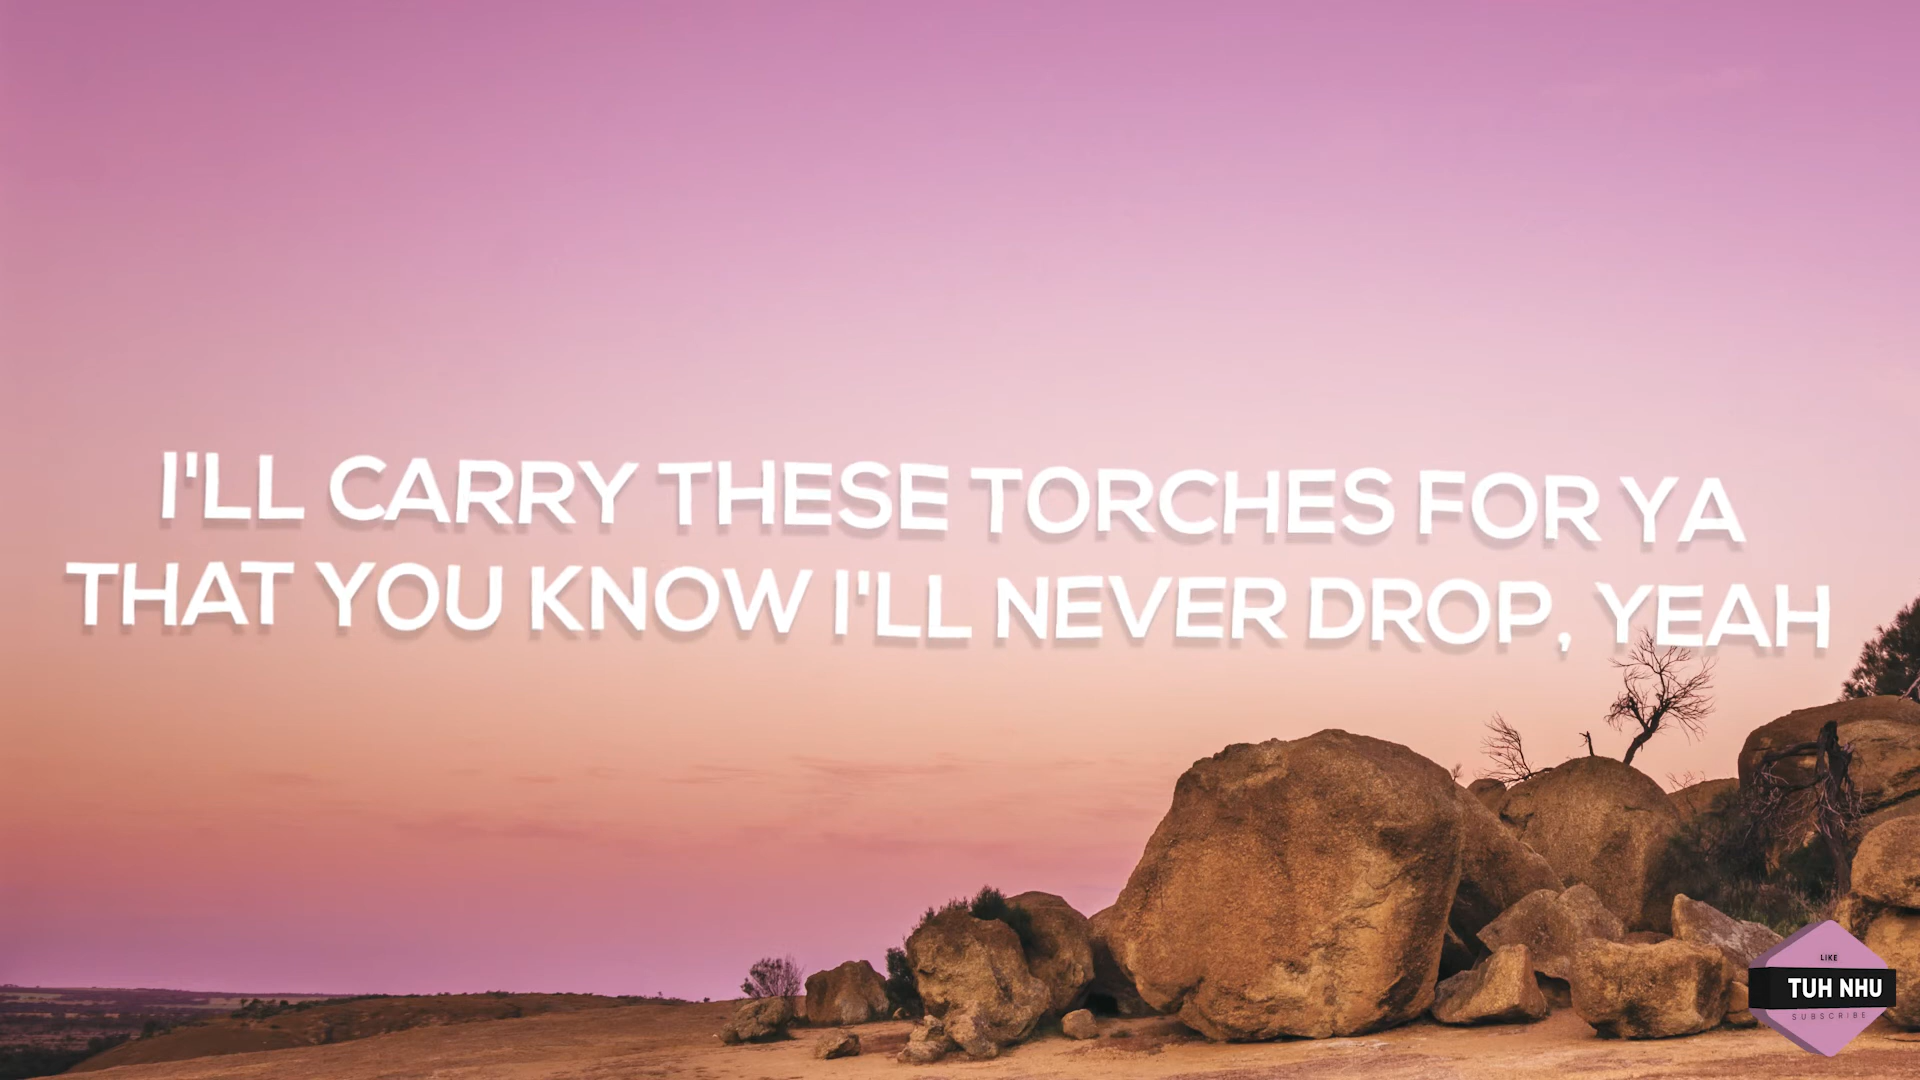 I'LL CARRY THESE TORCHES FOR YA
THAT YOU KNOW I'LL NEVER DROP, YEAH
LIKE
TUH NHU
SUBSCRIBE